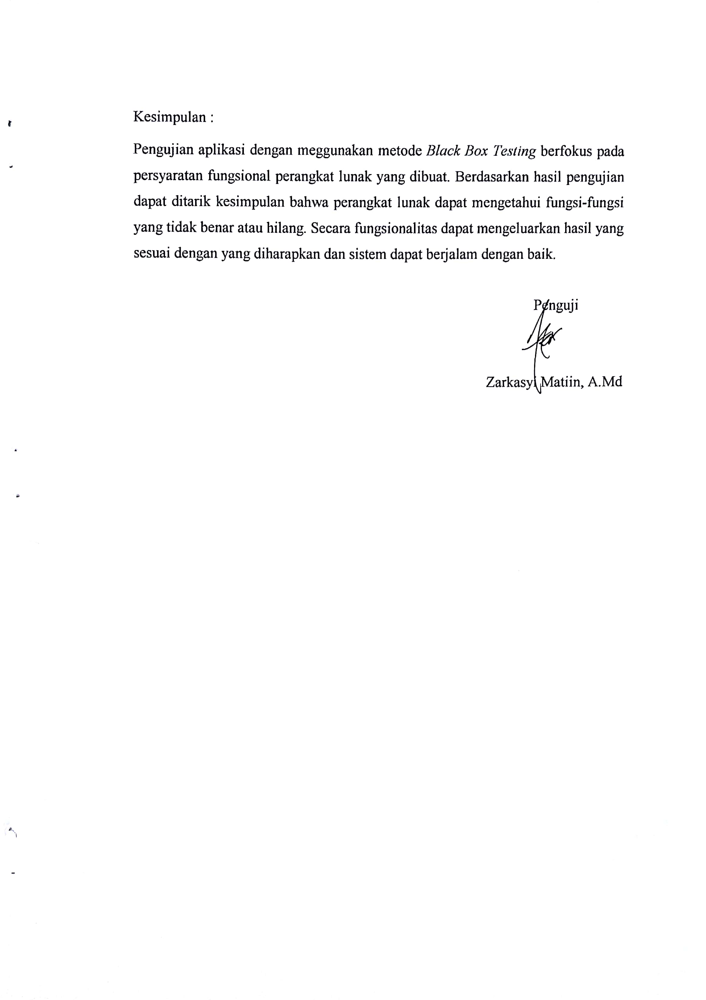 Kesimpulan :
Pengujian aplikasi dengan meggunakan metode Black Box Testing berfokus pada
persyaratan fungsional perangkat lunak yang dibuat. Berdasarkan hasil pengujian
dapat ditarik kesimpulan bahwa perangkat lunak dapat mengetahui fungsi-fungsi
yang tidak benar atau hilang. Secara fungsionalitas dapat mengeluarkan hasil yang
sesuai dengan yang diharapkan dan sistem dapat berjalam dengan baik.
Penguji
Zarkasyi Matiin, A.Md